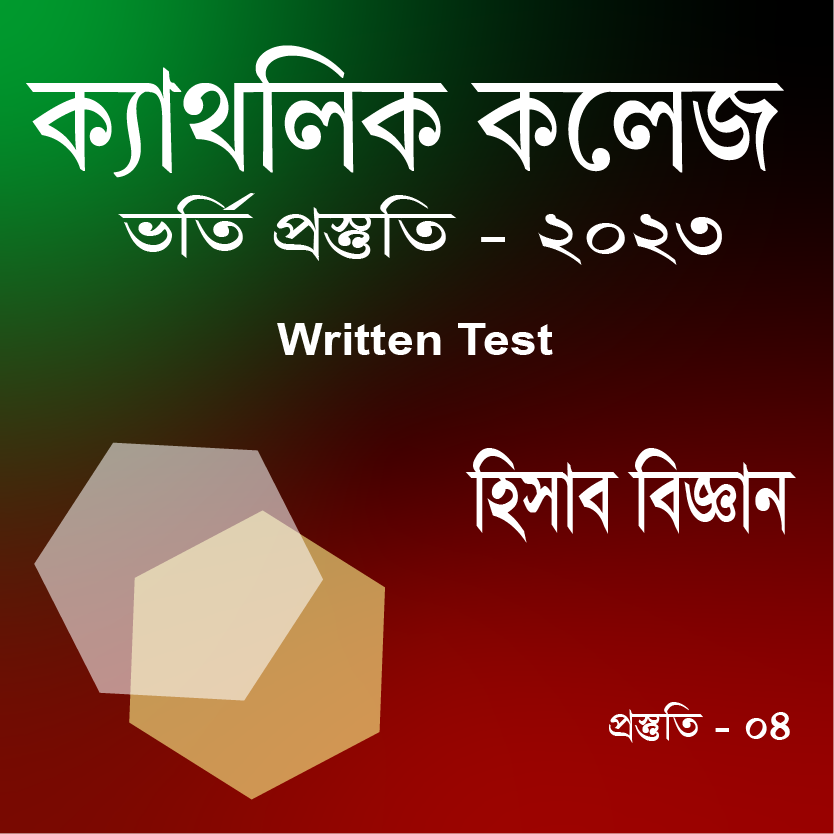 ক্যাথলিক কলেজ
ভর্তি প্রস্তুতি - ২০২৩
Written Test
হিসাব বিজ্ঞান
প্রস্তুতি - ০৪